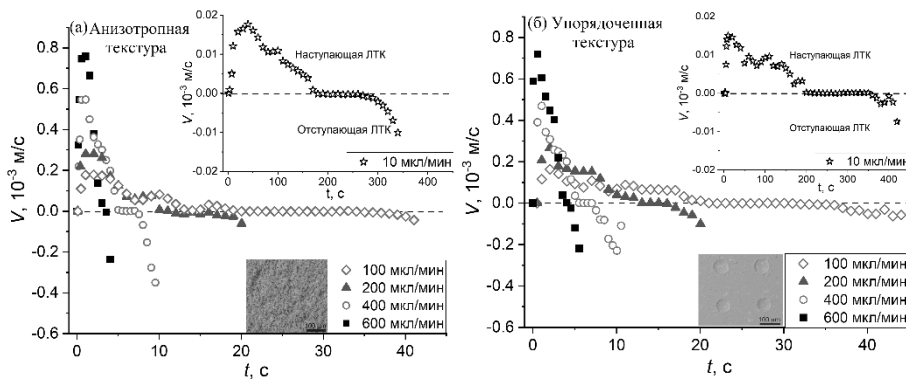 (а) Анизотропная
текстура
V, 10⁻³ м/с
0.8
0.6
0.4
0.2
0.0
-0.2
-0.4
-0.6
0
10
20
30
40
t, с
V, 10⁻³ м/с
0.02
0.01
0.00
-0.01
-0.02
0
100
200
300
400
t, с
Наступающая ЛТК
Отступающая ЛТК
10 мкл/мин
100 мкл/мин
200 мкл/мин
400 мкл/мин
600 мкл/мин
(б) Упорядоченная
текстура
V, 10⁻³ м/с
0.8
0.6
0.4
0.2
0.0
-0.2
-0.4
-0.6
0
10
20
30
40
t, с
V, 10⁻³ м/с
0.02
0.01
0.00
-0.01
-0.02
0
100
200
300
400
t, с
Наступающая ЛТК
Отступающая ЛТК
10 мкл/мин
100 µm
100 мкл/мин
200 мкл/мин
400 мкл/мин
600 мкл/мин